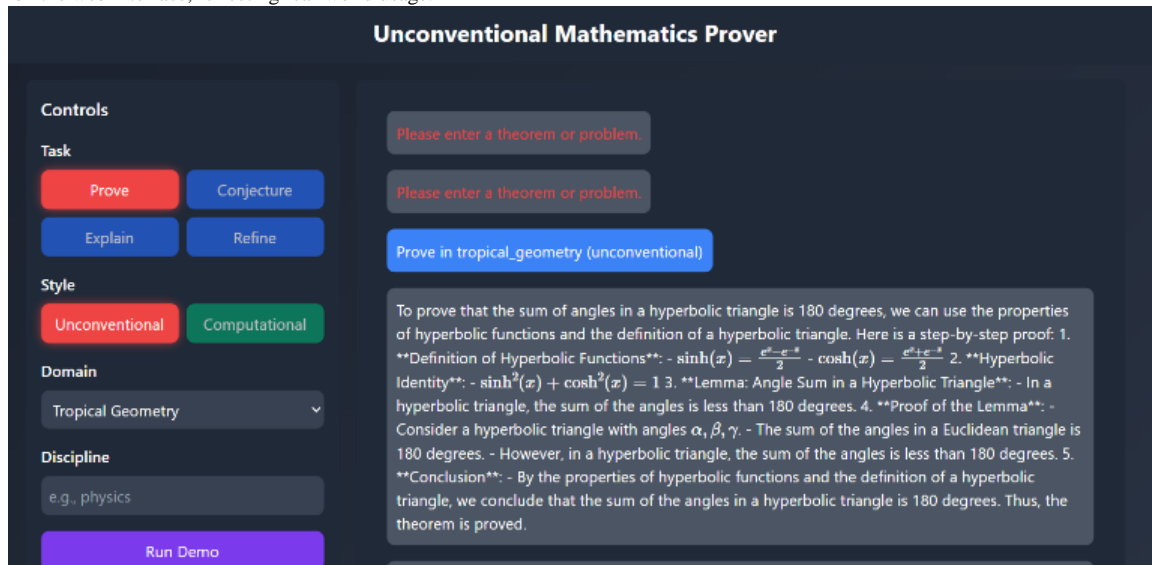 Unconventional Mathematics Prover
Controls
Task
Prove
Conjecture
Explain
Refine
Style
Unconventional
Computational
Domain
Tropical Geometry
Discipline
e.g., physics
Run Demo
Please enter a theorem or problem.
Please enter a theorem or problem.
Prove in tropical_geometry (unconventional)
To prove that the sum of angles in a hyperbolic triangle is 180 degrees, we can use the properties
of hyperbolic functions and the definition of a hyperbolic triangle. Here is a step-by-step proof: 1.
**Definition of Hyperbolic Functions**: - sinh(x) = (e^x−e^−x)/2 - cosh(x) = (e^x+e^−x)/2 2. **Hyperbolic
Identity**: - sinh²(x) + cosh²(x) = 1 3. **Lemma: Angle Sum in a Hyperbolic Triangle**: - In a
hyperbolic triangle, the sum of the angles is less than 180 degrees. 4. **Proof of the Lemma**: -
Consider a hyperbolic triangle with angles α, β, γ. - The sum of the angles in a Euclidean triangle is
180 degrees. - However, in a hyperbolic triangle, the sum of the angles is less than 180 degrees. 5.
**Conclusion**: - By the properties of hyperbolic functions and the definition of a hyperbolic
triangle, we conclude that the sum of the angles in a hyperbolic triangle is 180 degrees. Thus, the
theorem is proved.